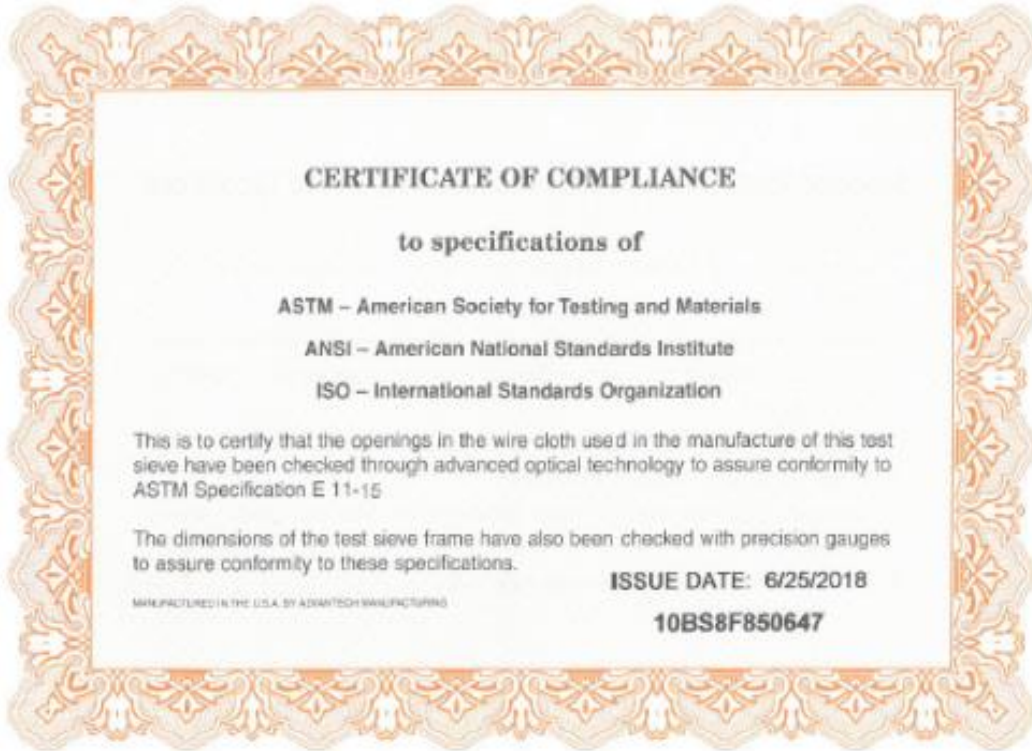 CERTIFICATE OF COMPLIANCE
to specifications of
ASTM – American Society for Testing and Materials
ANSI – American National Standards Institute
ISO – International Standards Organization
This is to certify that the openings in the wire cloth used in the manufacture of this test
sieve have been checked through advanced optical technology to assure conformity to
ASTM Specification E 11-15
The dimensions of the test sieve frame have also been checked with precision gauges
to assure conformity to these specifications.
ISSUE DATE: 6/25/2018
MANUFACTURED IN THE U.S.A. BY ADVANTECH MANUFACTURING
10BS8F850647